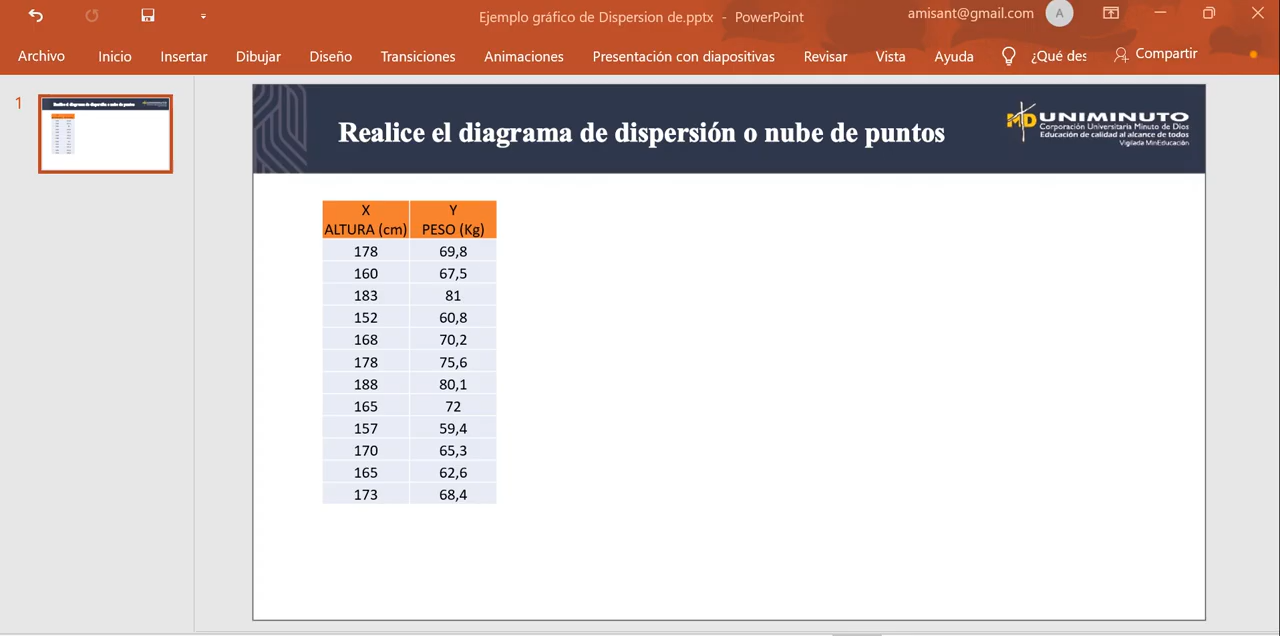 Ejemplo gráfico de Dispersion de.pptx - PowerPoint
amisant@gmail.com
A
Archivo Inicio Insertar Dibujar Diseño Transiciones Animaciones Presentación con diapositivas Revisar Vista Ayuda ¿Qué des Compartir
1
Realice el diagrama de dispersión o nube de puntos
UNIMINUTO
Corporación Universitaria Minuto de Dios
Educación de calidad al alcance de todos
Vigilada MinEducación
X Y
ALTURA (cm) PESO (Kg)
178 69,8
160 67,5
183 81
152 60,8
168 70,2
178 75,6
188 80,1
165 72
157 59,4
170 65,3
165 62,6
173 68,4